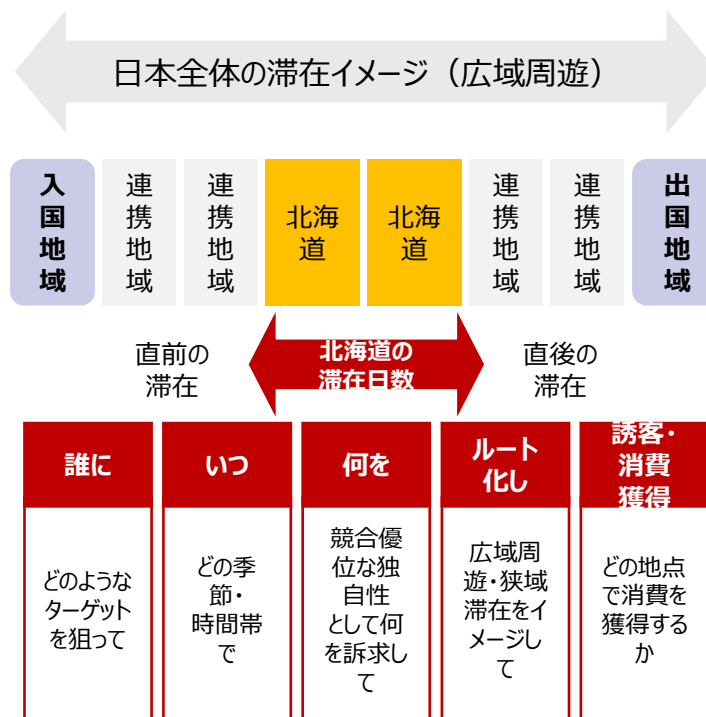 日本全体の滞在イメージ（広域周遊）
入
国
地
域
連
携
地
域
連
携
地
域
北海
道
北海
道
連
携
地
域
連
携
地
域
出
国
地
域
直前の
滞在
北海道の
滞在日数
直後の
滞在
誰に
いつ
何を
ルート
化し
誘客・
消費
獲得
どのような
ターゲット
を狙って
どの季
節・
時間帯
で
競合優
位な独
自性
として何
を訴求し
て
広域周
遊・狭域
滞在をイ
メージし
て
どの地点
で消費を
獲得する
か